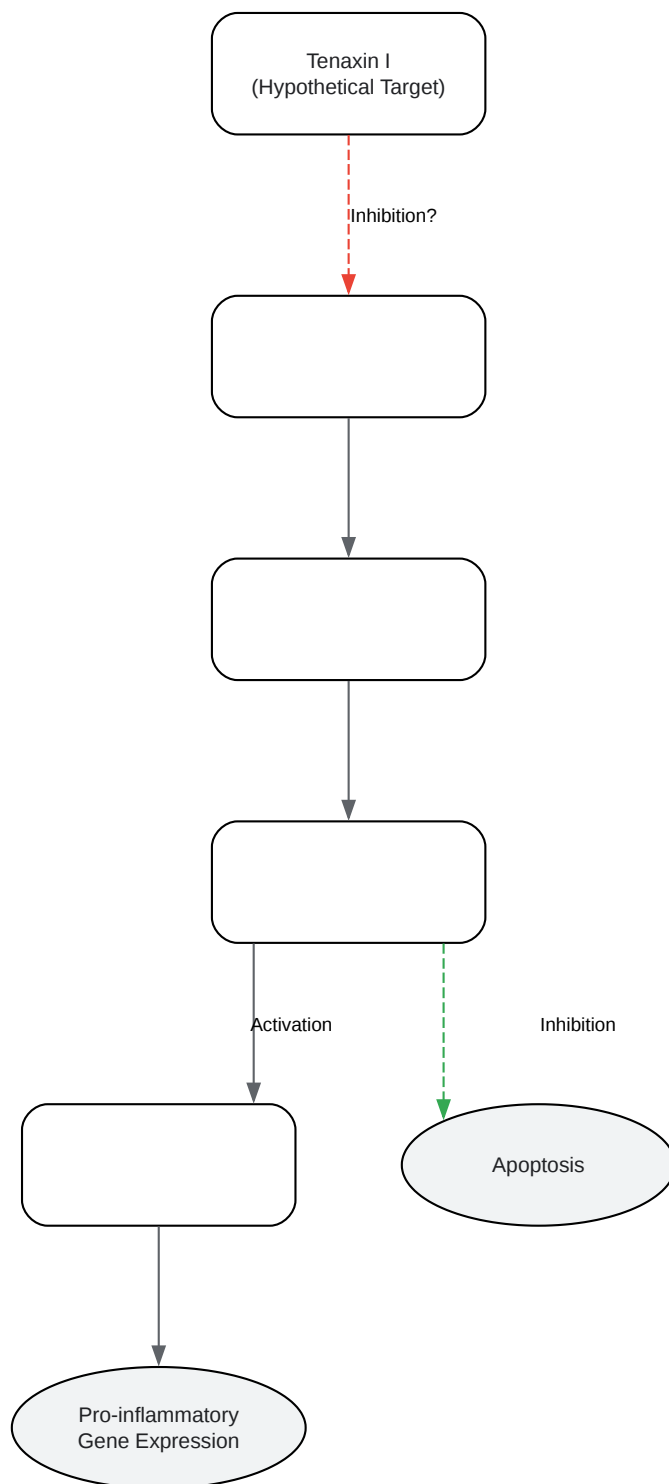 Tenaxin I
(Hypothetical Target)
Inhibition?
Activation
Inhibition
Apoptosis
Pro-inflammatory
Gene Expression